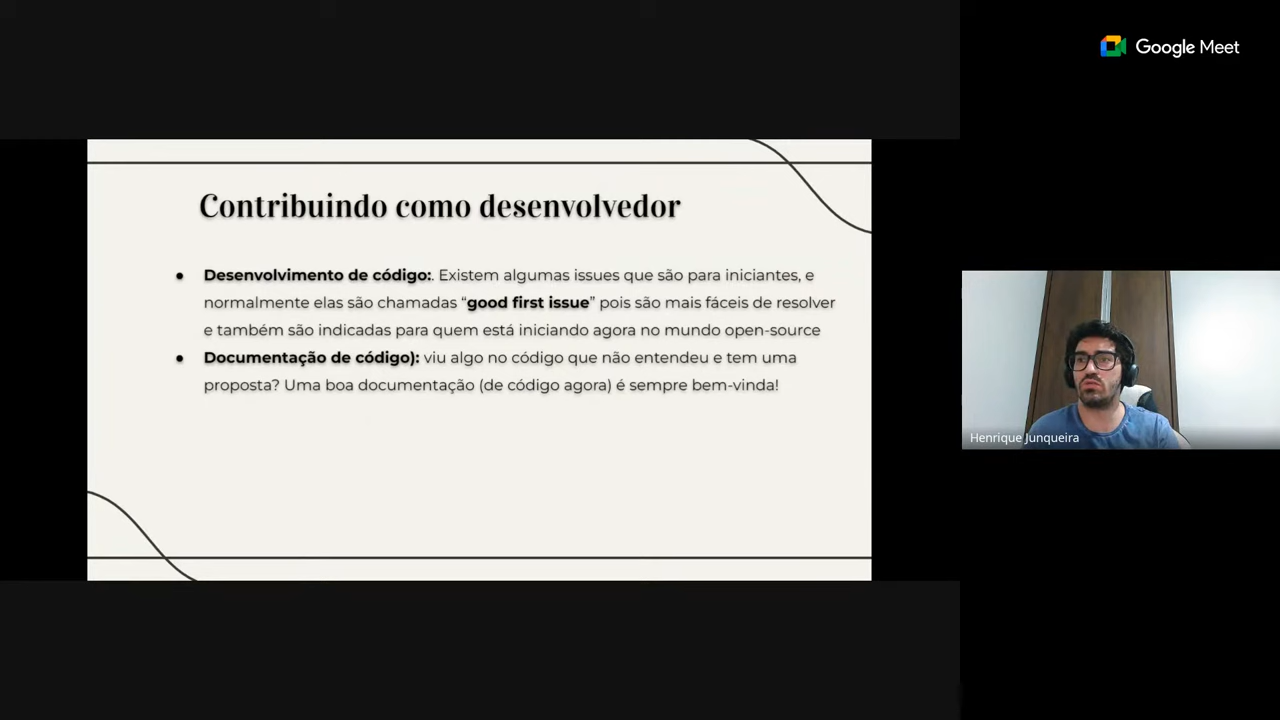 Google Meet
Contribuindo como desenvolvedor
● Desenvolvimento de código:. Existem algumas issues que são para iniciantes, e
normalmente elas são chamadas “good first issue” pois são mais fáceis de resolver
e também são indicadas para quem está iniciando agora no mundo open-source
● Documentação de código): viu algo no código que não entendeu e tem uma
proposta? Uma boa documentação (de código agora) é sempre bem-vinda!
Henrique Junqueira